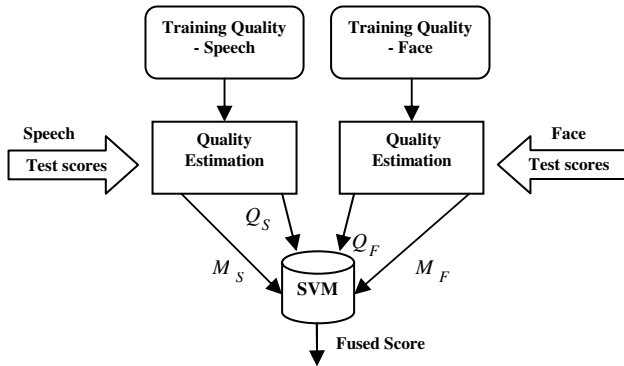 Training Quality
- Speech
Training Quality
- Face
Speech
Test scores
Quality
Estimation
Quality
Estimation
Face
Test scores
Q_S
Q_F
M_S
M_F
SVM
Fused Score